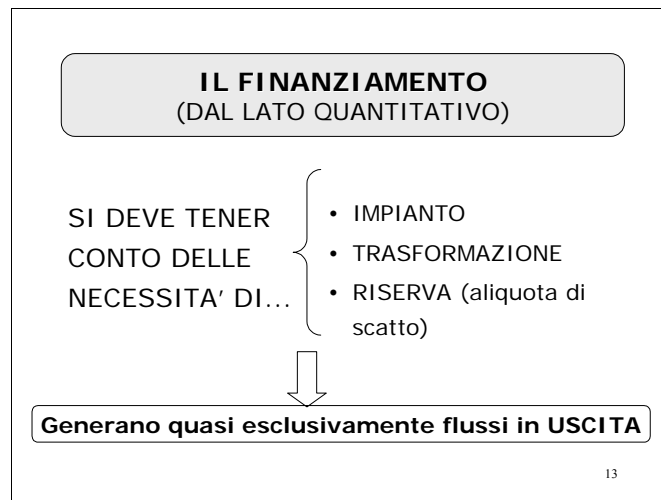 IL FINANZIAMENTO
(DAL LATO QUANTITATIVO)
SI DEVE TENER
CONTO DELLE
NECESSITA' DI...
• IMPIANTO
• TRASFORMAZIONE
• RISERVA (aliquota di
scatto)
Generano quasi esclusivamente flussi in USCITA
13